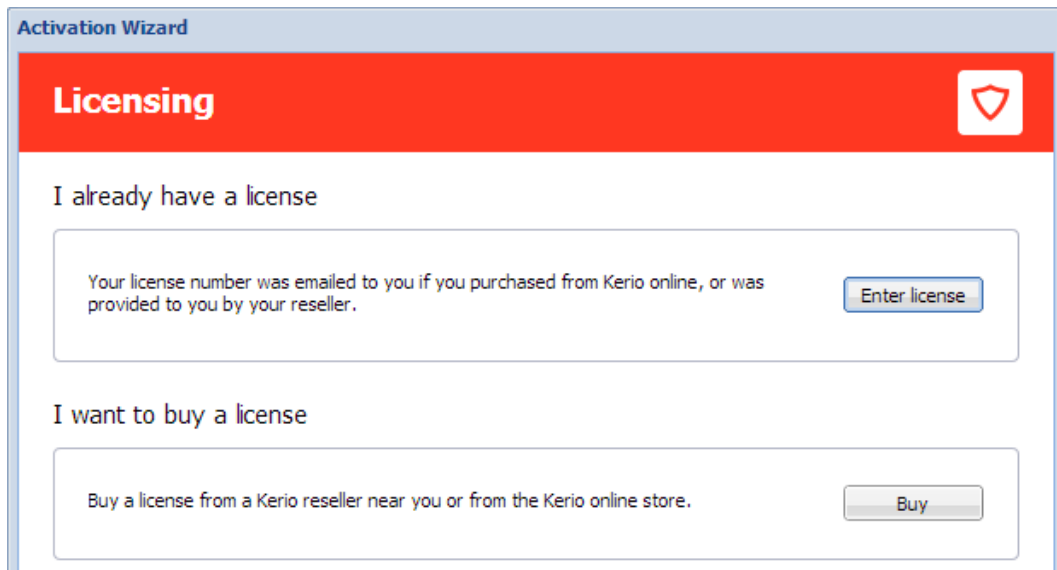 Activation Wizard
Licensing
I already have a license
Your license number was emailed to you if you purchased from Kerio online, or was
provided to you by your reseller.
Enter license
I want to buy a license
Buy a license from a Kerio reseller near you or from the Kerio online store.
Buy